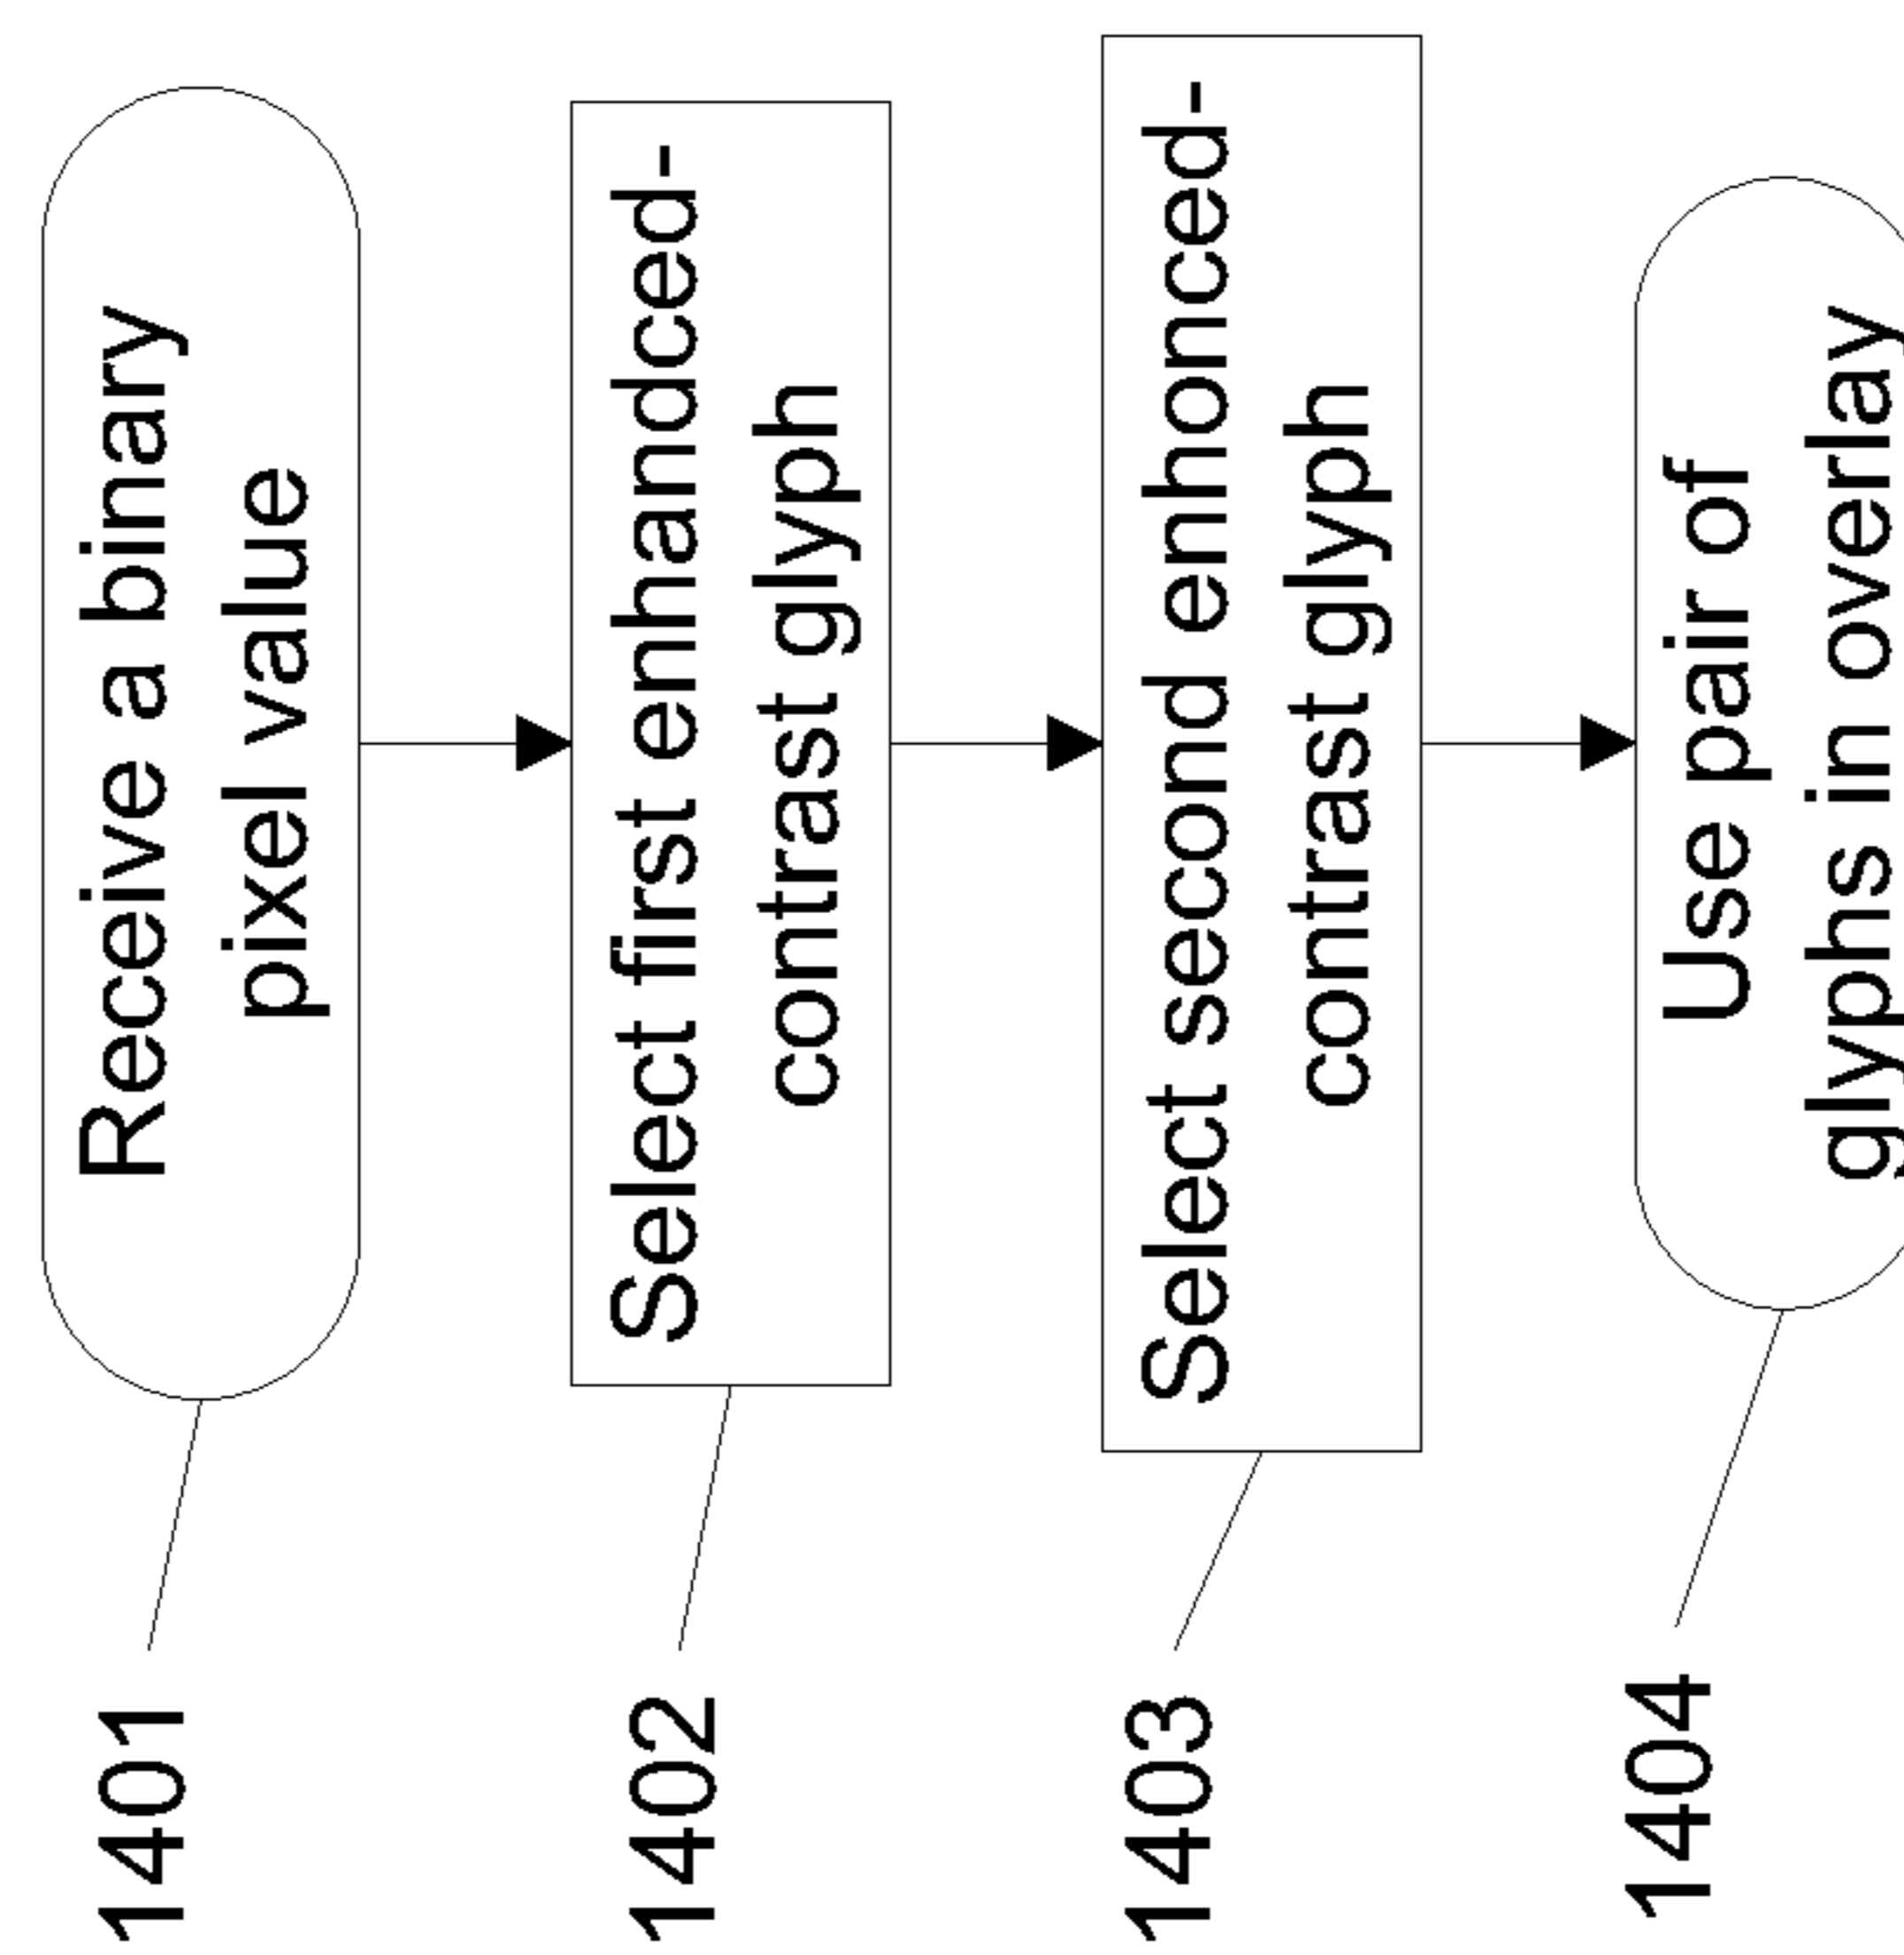 1401
Receive a binary
pixel value
1402
Select first enhandced-
contrast glyph
1403
Select second enhonced-
contrast glyph
1404
Use pair of
glyphs in overlay